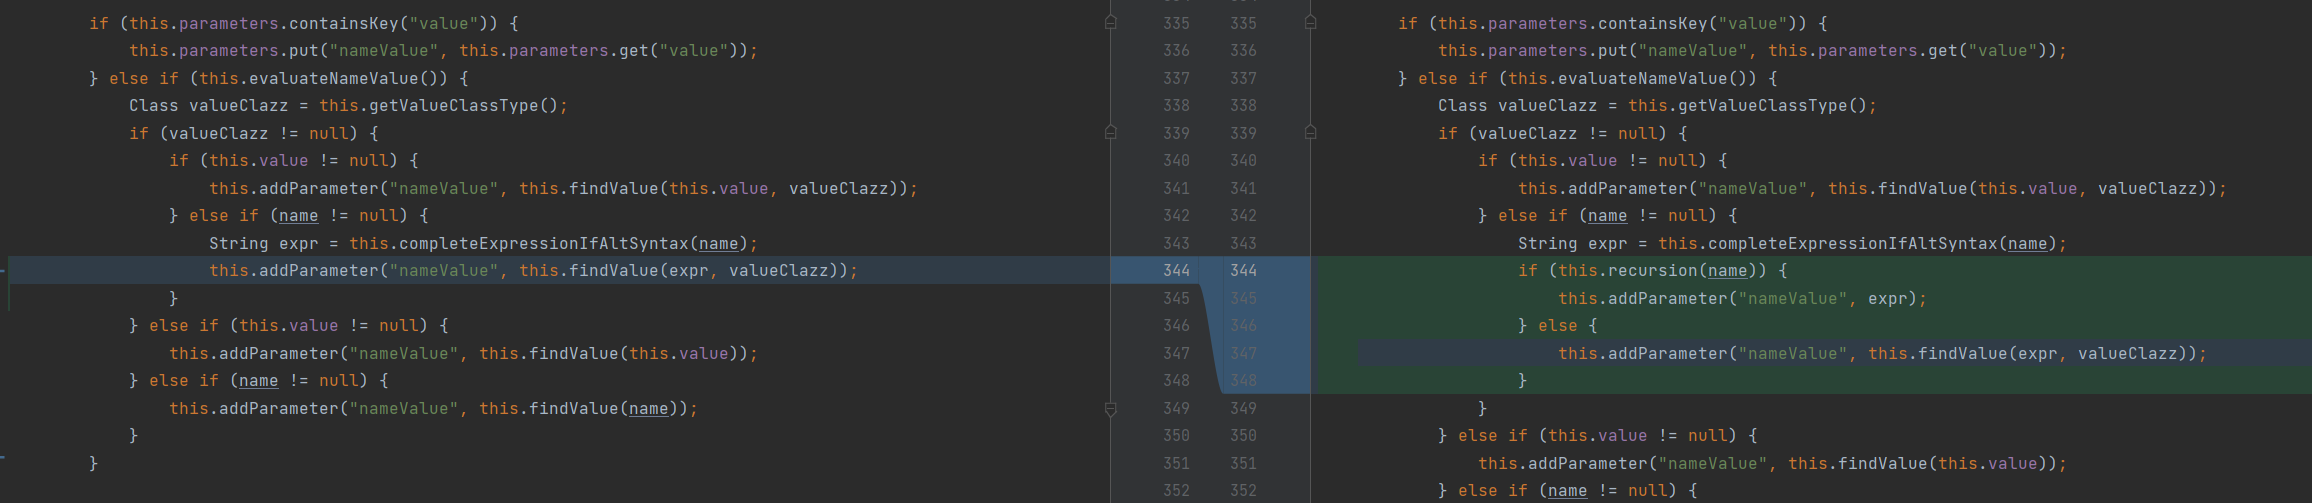 if (this.parameters.containsKey("value")) {
this.parameters.put("nameValue", this.parameters.get("value"));
} else if (this.evaluateNameValue()) {
Class valueClazz = this.getValueClassType();
if (valueClazz != null) {
if (this.value != null) {
this.addParameter("nameValue", this.findValue(this.value, valueClazz));
} else if (name != null) {
String expr = this.completeExpressionIfAltSyntax(name);
this.addParameter("nameValue", this.findValue(expr, valueClazz));
}
} else if (this.value != null) {
this.addParameter("nameValue", this.findValue(this.value));
} else if (name != null) {
this.addParameter("nameValue", this.findValue(name));
}
}
335 335
336 336
337 337
338 338
339 339
340 340
341 341
342 342
343 343
344 344
345 345
346 346
347 347
348 348
349 349
350 350
351 351
352 352
if (this.parameters.containsKey("value")) {
this.parameters.put("nameValue", this.parameters.get("value"));
} else if (this.evaluateNameValue()) {
Class valueClazz = this.getValueClassType();
if (valueClazz != null) {
if (this.value != null) {
this.addParameter("nameValue", this.findValue(this.value, valueClazz));
} else if (name != null) {
String expr = this.completeExpressionIfAltSyntax(name);
if (this.recursion(name)) {
this.addParameter("nameValue", expr);
} else {
this.addParameter("nameValue", this.findValue(expr, valueClazz));
}
}
} else if (this.value != null) {
this.addParameter("nameValue", this.findValue(this.value));
} else if (name != null) {